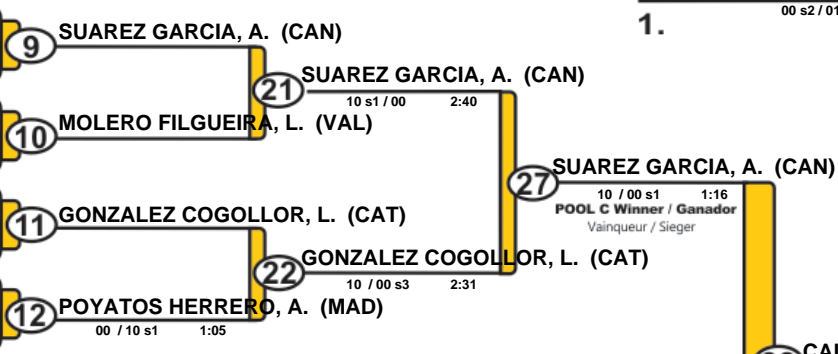 00 s2 / 01
1.
9
SUAREZ GARCIA, A. (CAN)
21
SUAREZ GARCIA, A. (CAN)
10 s1 / 00 2:40
10
MOLERO FILGUEIRA, L. (VAL)
27
SUAREZ GARCIA, A. (CAN)
10 / 00 s1 1:16
POOL C Winner / Ganador
Vainqueur / Sieger
11
GONZALEZ COGOLLOR, L. (CAT)
22
GONZALEZ COGOLLOR, L. (CAT)
10 / 00 s3 2:31
12
POYATOS HERRERO, A. (MAD)
00 / 10 s1 1:05